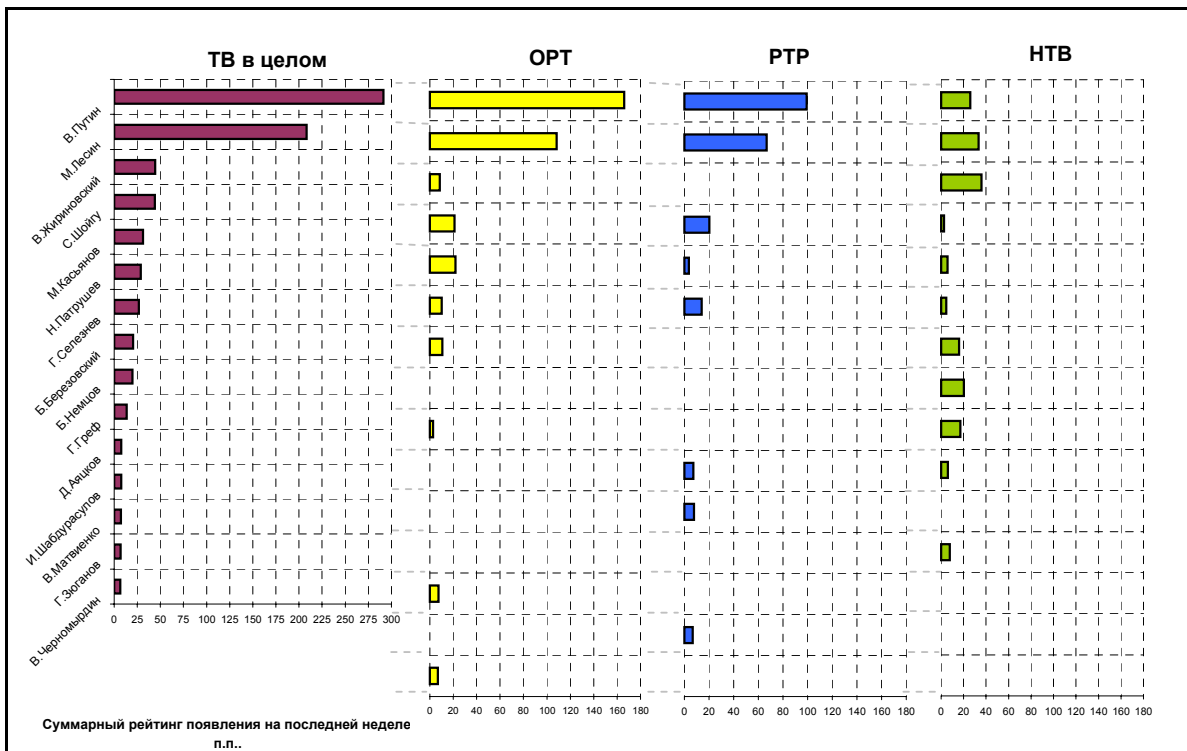 ТВ в целом
ОРТ
РТР
НТВ
В.Путин
М.Лесин
В.Жириновский
С.Шойгу
М.Касьянов
Н.Патрушев
Г.Селезнев
Б.Березовский
Б.Немцов
Г.Греф
Д.Аяцков
И.Шабдурасулов
В.Матвиенко
Г.Зюганов
В.Черномырдин
0 25 50 75 100 125 150 175 200 225 250 275 300
0 20 40 60 80 100 120 140 160 180
0 20 40 60 80 100 120 140 160 180
0 20 40 60 80 100 120 140 160 180
Суммарный рейтинг появления на последней неделе
п.п..